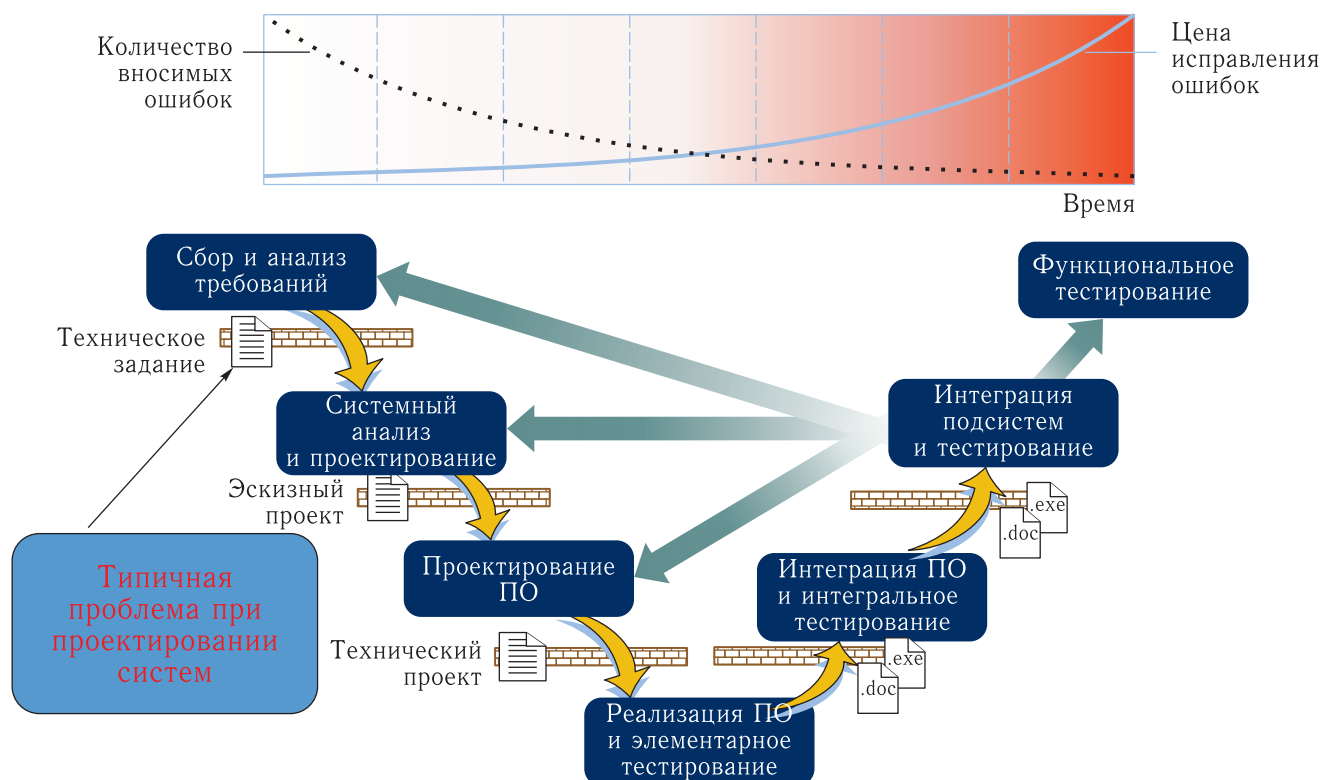 Количество
вносимых
ошибок
Цена
исправления
ошибок
Время
Сбор и анализ
требований
Функциональное
тестирование
Техническое
задание
Системный
анализ
и проектирование
Интеграция
подсистем
и тестирование
Эскизный
проект
.exe
.doc
Типичная
проблема при
проектировании
систем
Проектирование
ПО
Интеграция ПО
и интегральное
тестирование
Технический
проект
.exe
.doc
Реализация ПО
и элементарное
тестирование